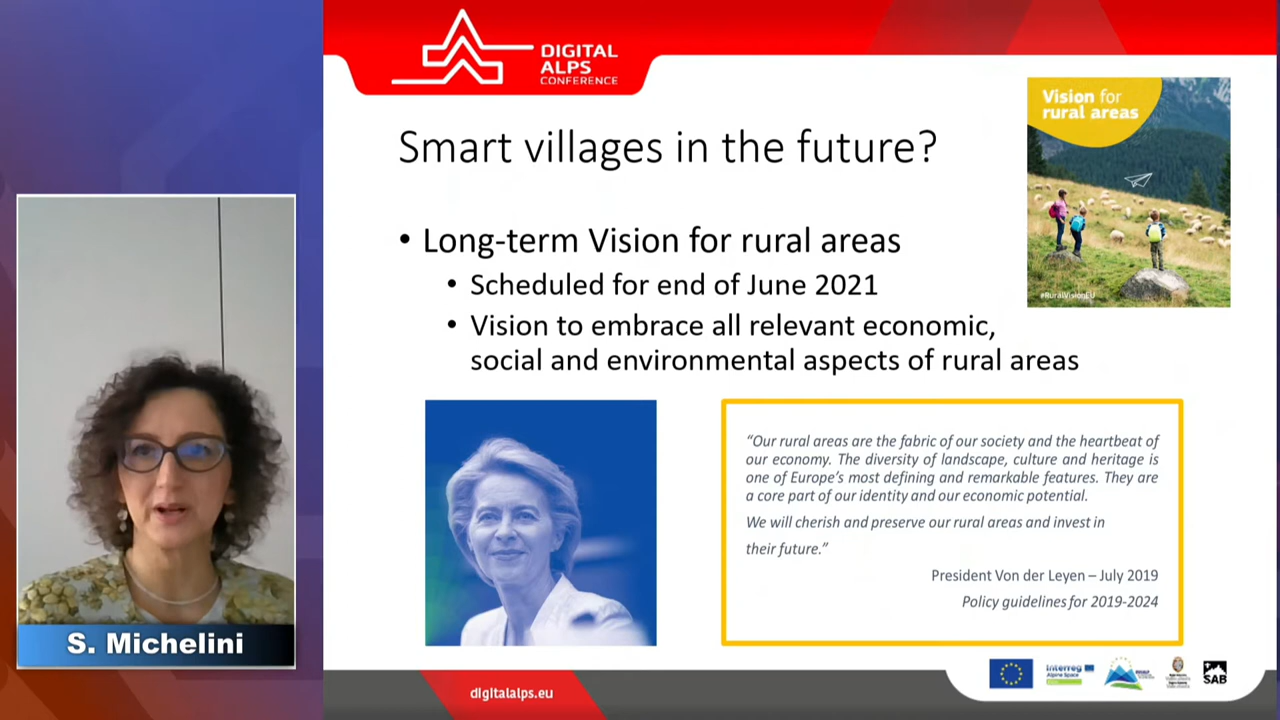 DIGITAL
ALPS
CONFERENCE
Vision for
rural areas
#RuralVisionEU
Smart villages in the future?
• Long-term Vision for rural areas
• Scheduled for end of June 2021
• Vision to embrace all relevant economic,
social and environmental aspects of rural areas
“Our rural areas are the fabric of our society and the heartbeat of
our economy. The diversity of landscape, culture and heritage is
one of Europe’s most defining and remarkable features. They are
a core part of our identity and our economic potential.
We will cherish and preserve our rural areas and invest in
their future.”
President Von der Leyen – July 2019
Policy guidelines for 2019-2024
S. Michelini
digitalalps.eu
Interreg
Alpine Space
SAB